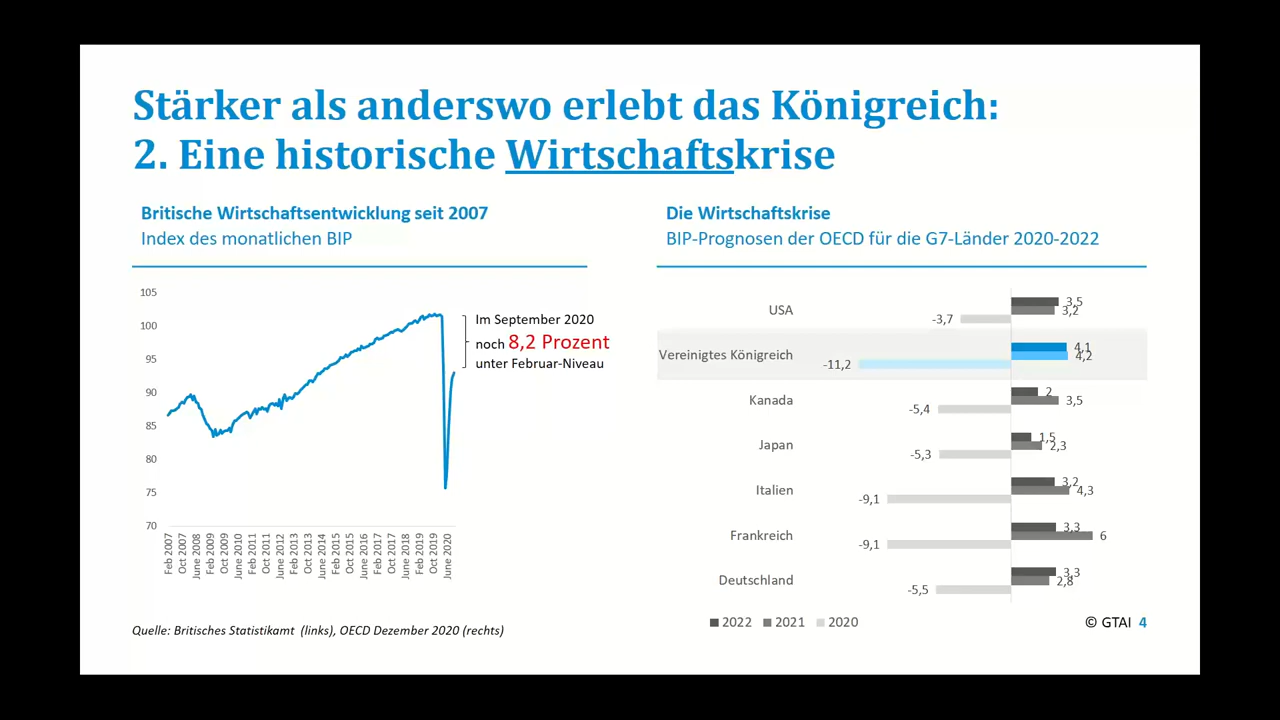 Stärker als anderswo erlebt das Königreich:
2. Eine historische Wirtschaftskrise
Britische Wirtschaftsentwicklung seit 2007
Index des monatlichen BIP
105
100
95
90
85
80
75
70
Feb 2007
Oct 2007
June 2008
Feb 2009
Oct 2009
June 2010
Feb 2011
Oct 2011
June 2012
Feb 2013
Oct 2013
June 2014
Feb 2015
Oct 2015
June 2016
Feb 2017
Oct 2017
June 2018
Feb 2019
Oct 2019
June 2020
Im September 2020
noch 8,2 Prozent
unter Februar-Niveau
Die Wirtschaftskrise
BIP-Prognosen der OECD für die G7-Länder 2020-2022
USA
3,5
3,2
-3,7
Vereinigtes Königreich
4,1
4,2
-11,2
Kanada
2
3,5
-5,4
Japan
1,5
2,3
-5,3
Italien
3,2
4,3
-9,1
Frankreich
3,3
6
-9,1
Deutschland
3,3
2,8
-5,5
2022 2021 2020
Quelle: Britisches Statistikamt (links), OECD Dezember 2020 (rechts)
© GTAI 4